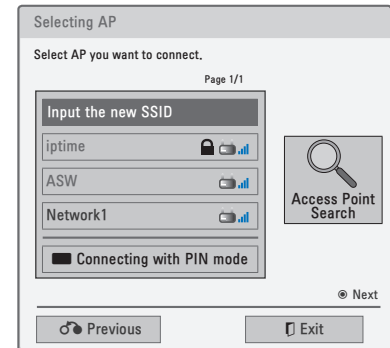 Selecting AP
Select AP you want to connect.
Page 1/1
Input the new SSID
iptime
ASW
Network1
Connecting with PIN mode
Access Point
Search
Next
Previous
Exit